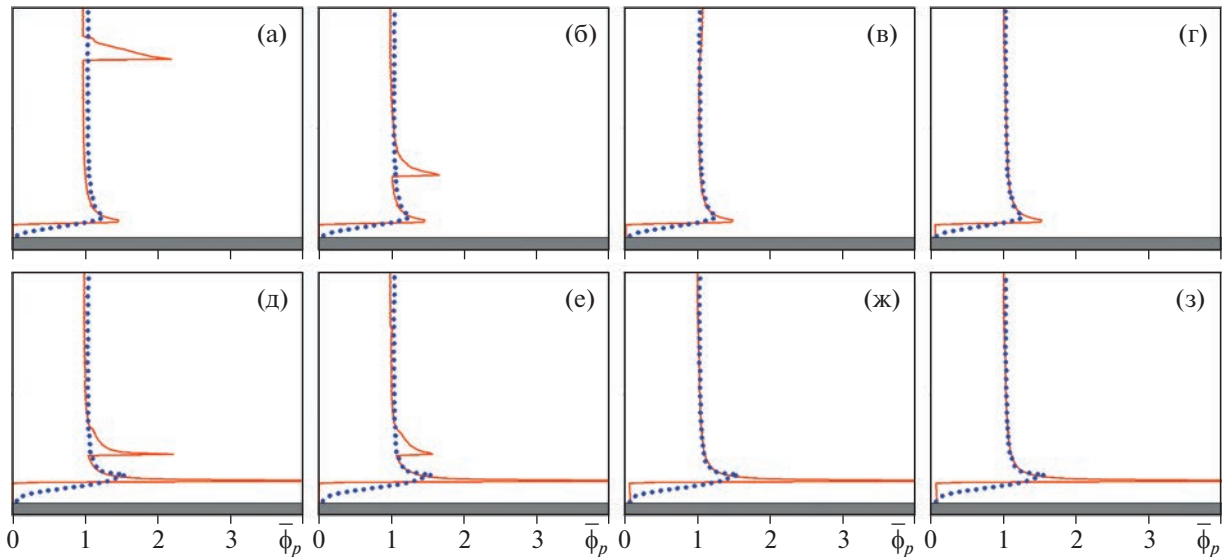 (а) (б) (в) (г)
(д) (е) (ж) (з)
0 1 2 3 ϕ̅p 0 1 2 3 ϕ̅p 0 1 2 3 ϕ̅p 0 1 2 3 ϕ̅p